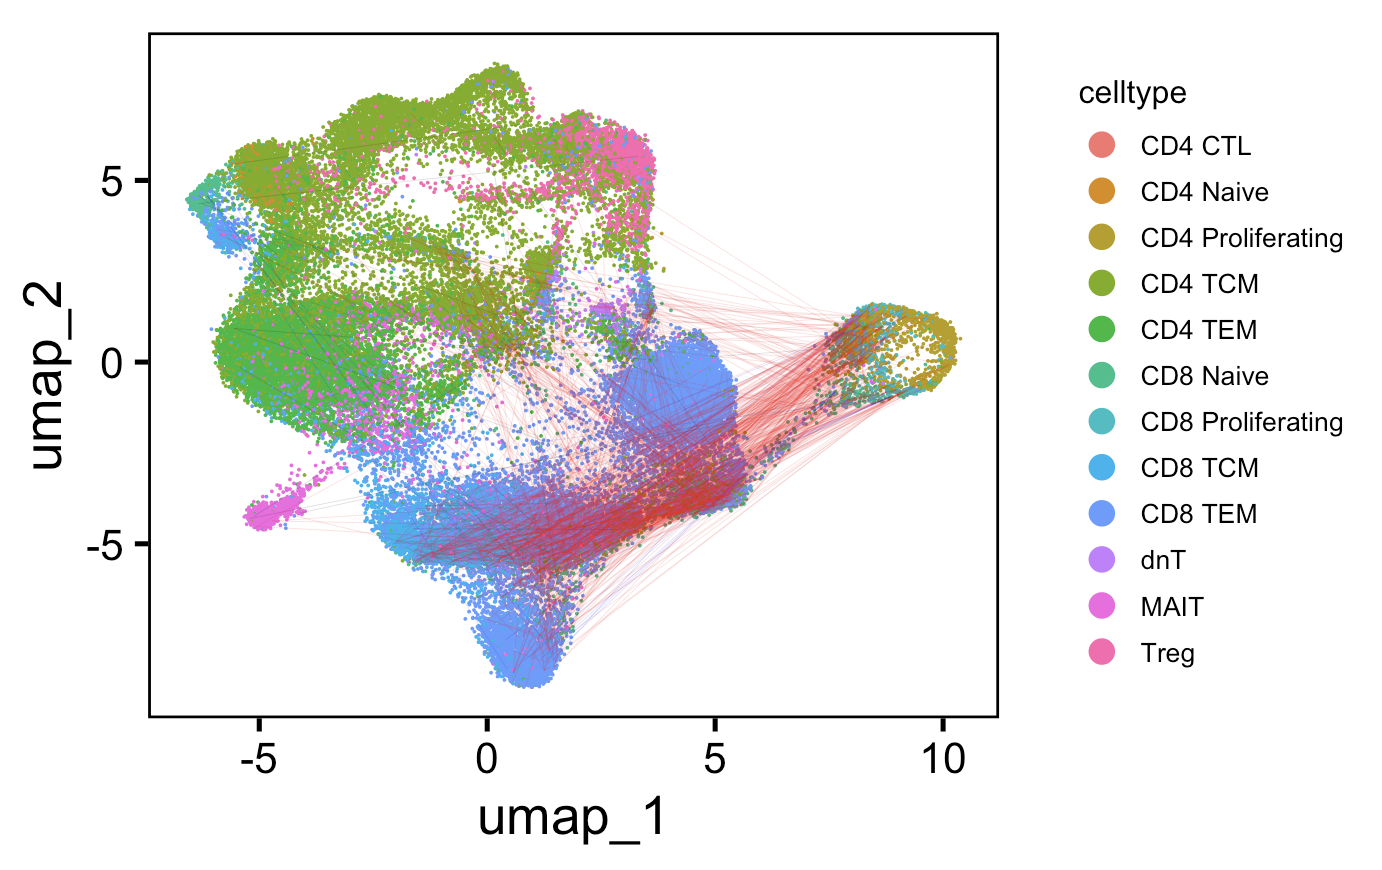 celltype
CD4 CTL
CD4 Naive
CD4 Proliferating
CD4 TCM
CD4 TEM
CD8 Naive
CD8 Proliferating
CD8 TCM
CD8 TEM
dnT
MAIT
Treg
umap_2
5
0
-5
-5
0
5
10
umap_1